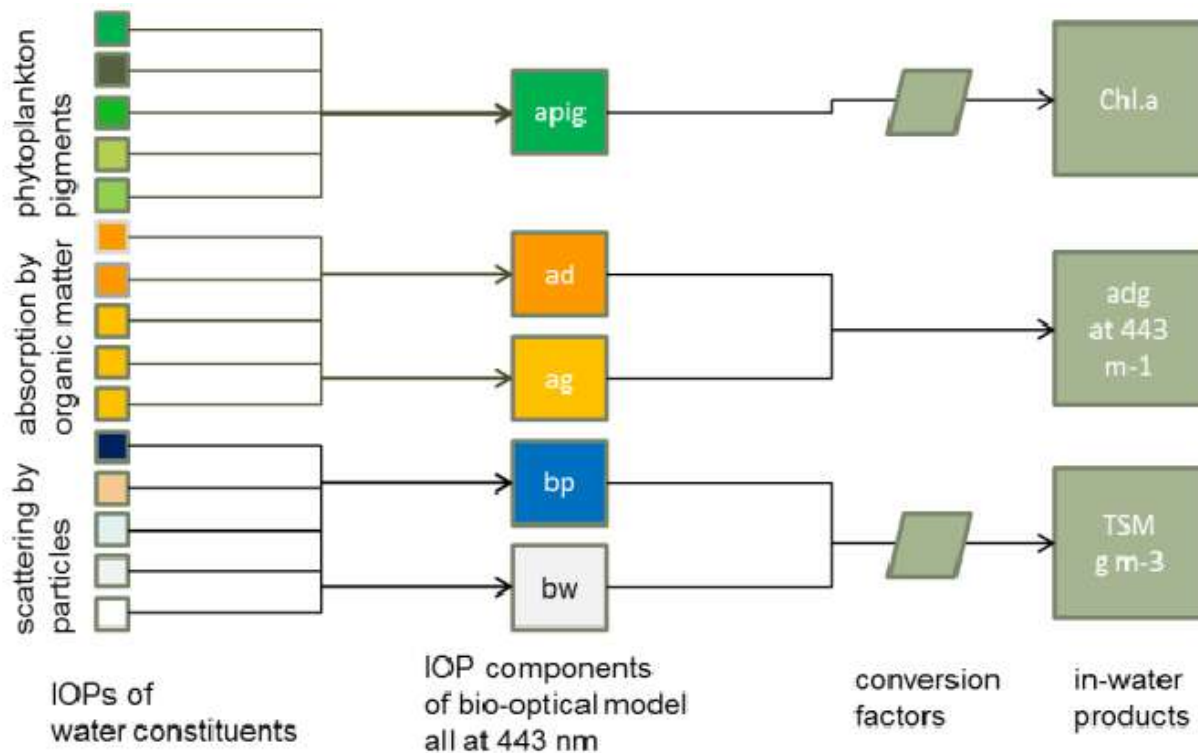 phytoplankton
pigments
absorption by
organic matter
scattering by
particles
apig
ad
ag
bp
bw
Chl.a
adg
at 443
m-1
TSM
g m-3
IOPs of
water constituents
IOP components
of bio-optical model
all at 443 nm
conversion
factors
in-water
products